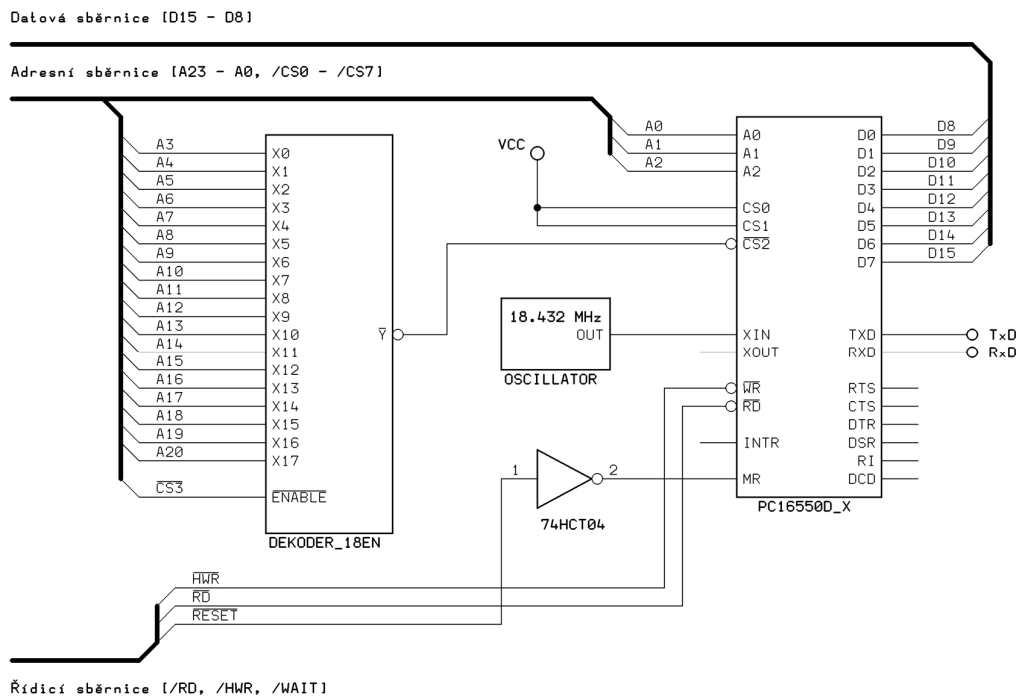 Datová sběrnice [D15 - D8]
Adresní sběrnice [A23 - A0, /CS0 - /CS7]
A3
A4
A5
A6
A7
A8
A9
A10
A11
A12
A13
A14
A15
A16
A17
A18
A19
A20
CS3
X0
X1
X2
X3
X4
X5
X6
X7
X8
X9
X10
X11
X12
X13
X14
X15
X16
X17
ENABLE
Y
DEKODER_18EN
VCC
18.432 MHz
OUT
OSCILLATOR
1
2
74HCT04
A0
A1
A2
A0
A1
A2
CS0
CS1
CS2
XIN
XOUT
WR
RD
INTR
MR
D0
D1
D2
D3
D4
D5
D6
D7
TXD
RXD
RTS
CTS
DTR
DSR
RI
DCD
PC16550D_X
D8
D9
D10
D11
D12
D13
D14
D15
TxD
RxD
HWR
RD
RESET
Řídicí sběrnice [/RD, /HWR, /WAIT]